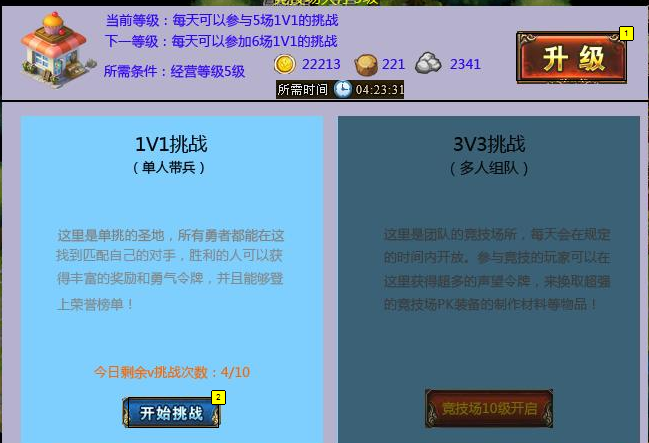 当前等级：每天可以参与5场1V1的挑战
下一等级：每天可以参加6场1V1的挑战
所需条件：经营等级5级
22213
221
2341
所需时间
04:23:31
升级
1
1V1挑战
（单人带兵）
这里是单挑的圣地，所有勇者都能在这
找到匹配自己的对手，胜利的人可以获
得丰富的奖励和勇气令牌，并且能够登
上荣誉榜单！
今日剩余v挑战次数：4/10
开始挑战
2
3V3挑战
（多人组队）
这里是团队的竞技场所，每天会在规定
的时间内开放。参与竞技的玩家可以在
这里获得超多的声望令牌，来换取超强
的竞技场PK装备的制作材料等物品！
竞技场10级开启